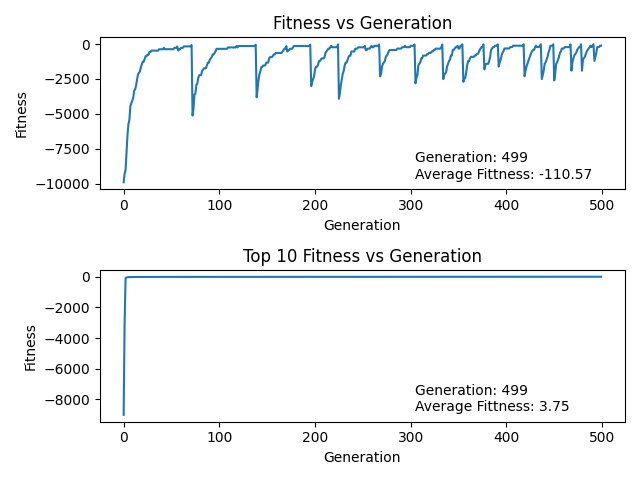 Fitness vs Generation
0
−2500
−5000
−7500
−10000
Fitness
Generation: 499
Average Fittness: -110.57
0 100 200 300 400 500
Generation
Top 10 Fitness vs Generation
0
−2000
−4000
−6000
−8000
Fitness
Generation: 499
Average Fittness: 3.75
0 100 200 300 400 500
Generation